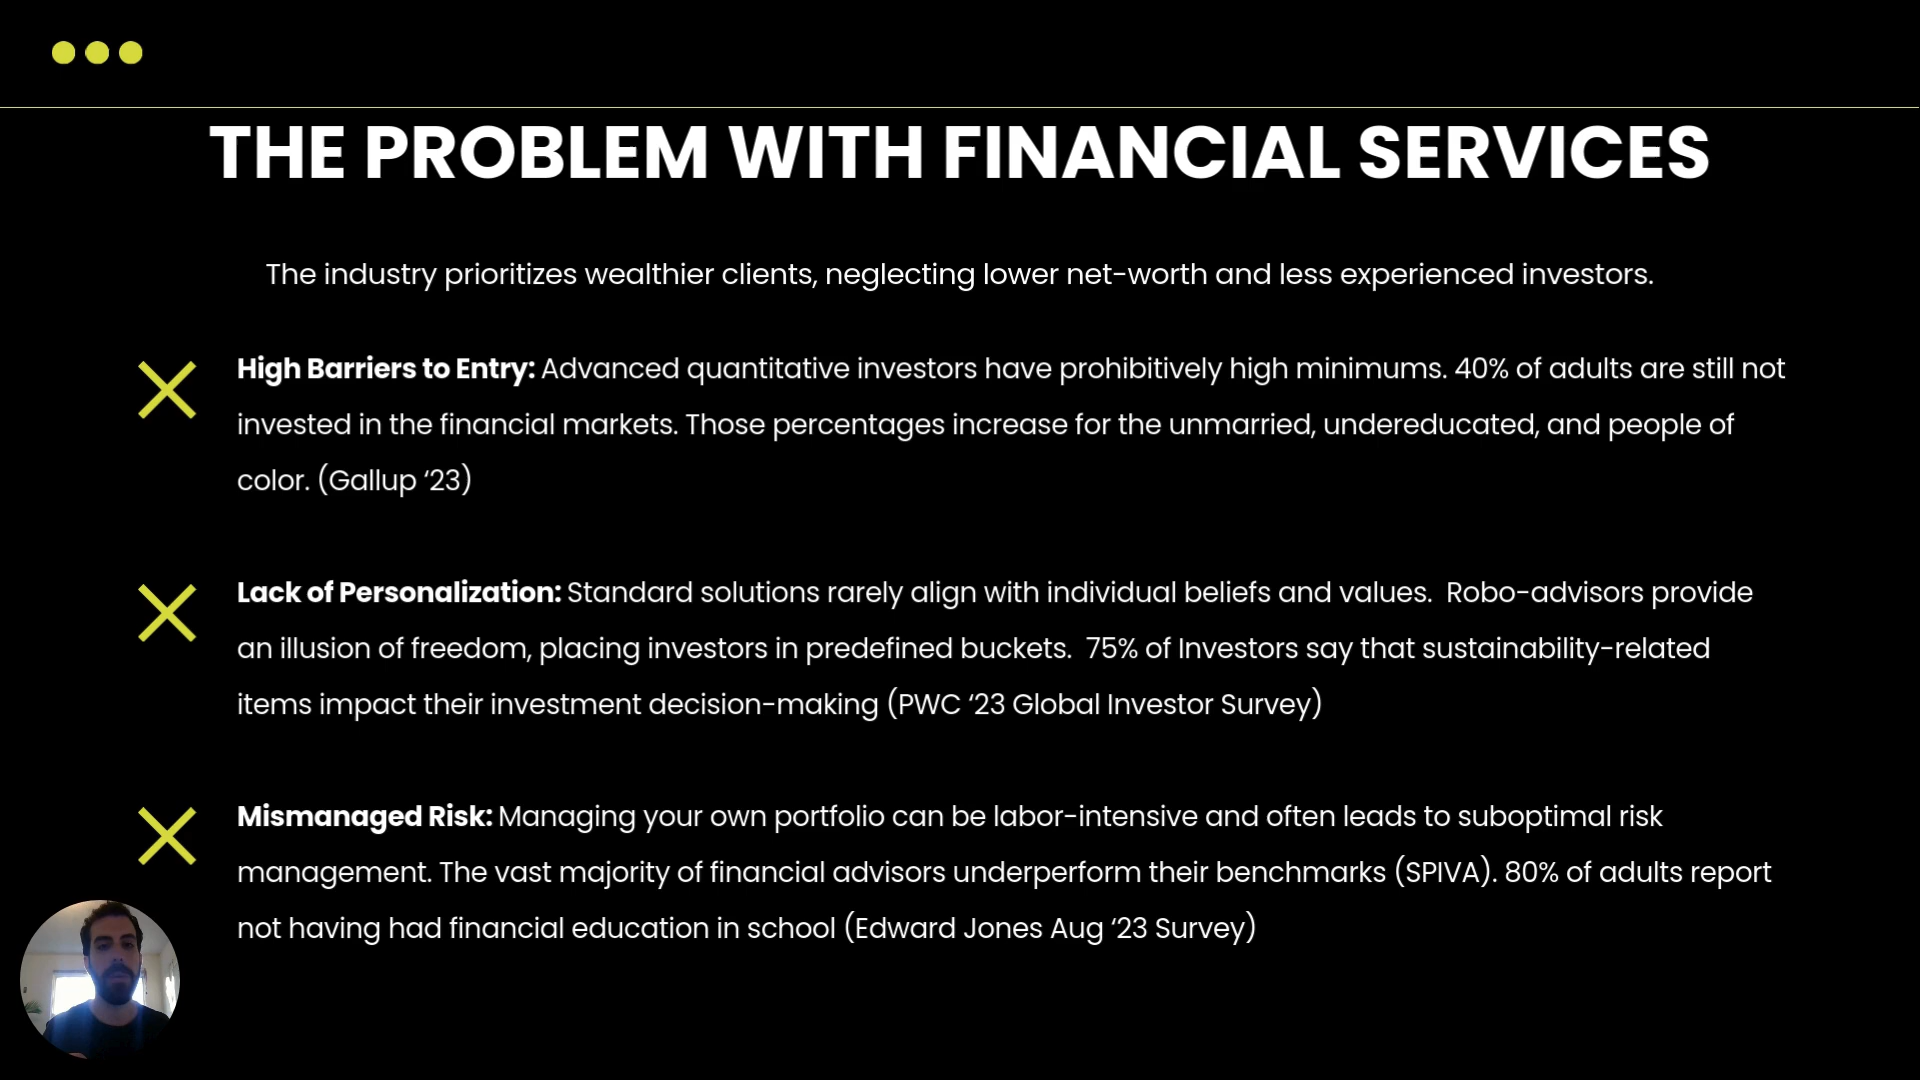 THE PROBLEM WITH FINANCIAL SERVICES
The industry prioritizes wealthier clients, neglecting lower net-worth and less experienced investors.
High Barriers to Entry: Advanced quantitative investors have prohibitively high minimums. 40% of adults are still not
invested in the financial markets. Those percentages increase for the unmarried, undereducated, and people of
color. (Gallup ‘23)
Lack of Personalization: Standard solutions rarely align with individual beliefs and values.  Robo-advisors provide
an illusion of freedom, placing investors in predefined buckets.  75% of Investors say that sustainability-related
items impact their investment decision-making (PWC ‘23 Global Investor Survey)
Mismanaged Risk: Managing your own portfolio can be labor-intensive and often leads to suboptimal risk
management. The vast majority of financial advisors underperform their benchmarks (SPIVA). 80% of adults report
not having had financial education in school (Edward Jones Aug ‘23 Survey)